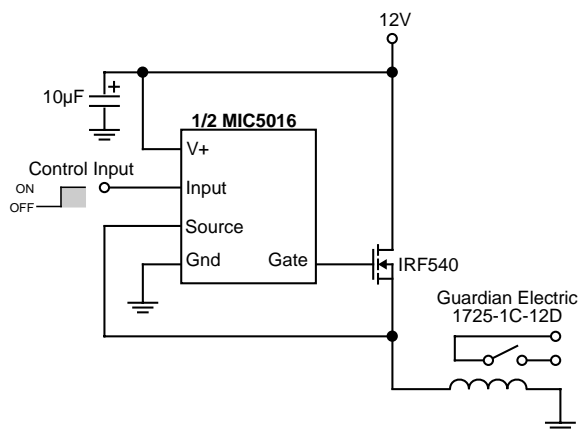 12V
+
10µF
1/2 MIC5016
V+
Control Input
ON
OFF
Input
Source
Gnd
Gate
IRF540
Guardian Electric
1725-1C-12D